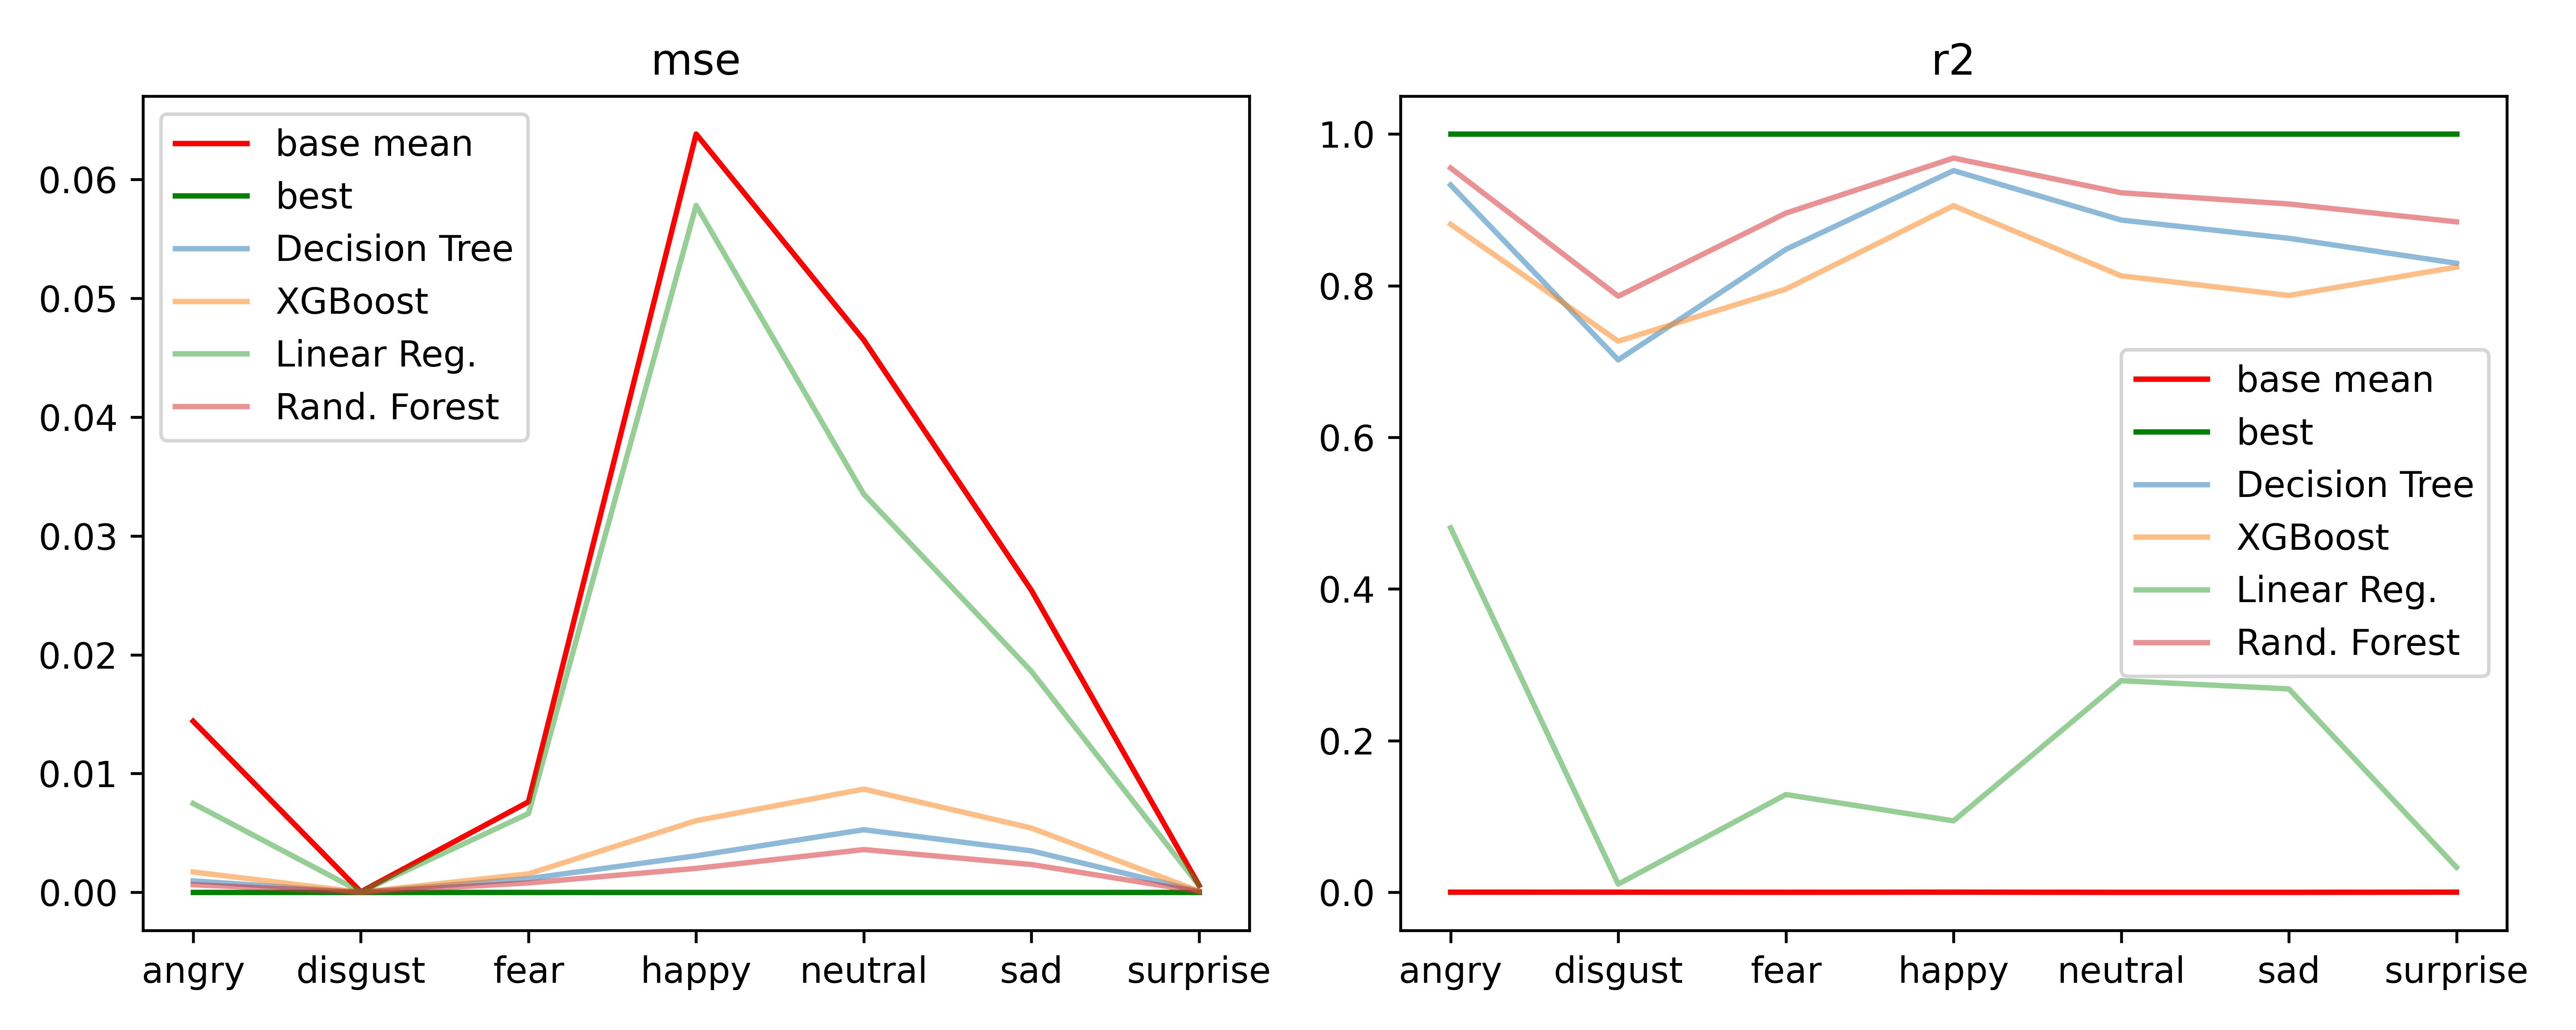 mse
0.06
0.05
0.04
0.03
0.02
0.01
0.00
base mean
best
Decision Tree
XGBoost
Linear Reg.
Rand. Forest
angry disgust fear happy neutral sad surprise
r2
1.0
0.8
0.6
0.4
0.2
0.0
base mean
best
Decision Tree
XGBoost
Linear Reg.
Rand. Forest
angry disgust fear happy neutral sad surprise